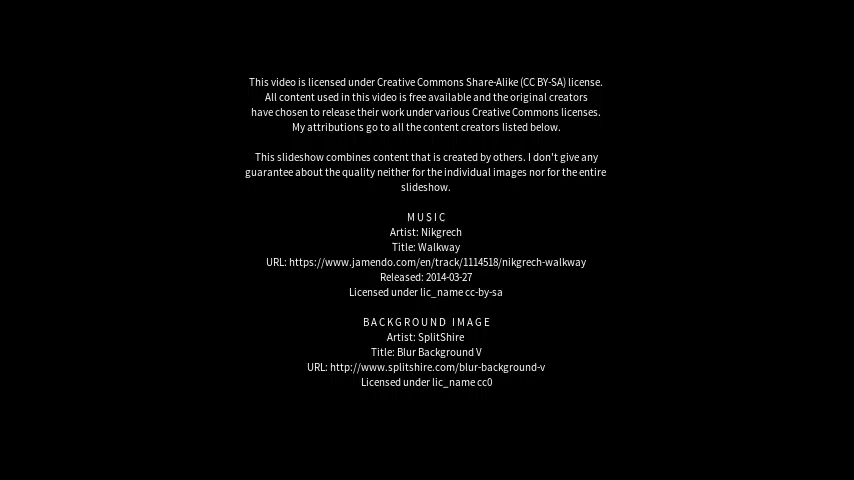 This video is licensed under Creative Commons Share-Alike (CC BY-SA) license.
All content used in this video is free available and the original creators
have chosen to release their work under various Creative Commons licenses.
My attributions go to all the content creators listed below.
This slideshow combines content that is created by others. I don't give any
guarantee about the quality neither for the individual images nor for the entire
slideshow.
MUSIC
Artist: Nikgrech
Title: Walkway
URL: https://www.jamendo.com/en/track/1114518/nikgrech-walkway
Released: 2014-03-27
Licensed under lic_name cc-by-sa
BACKGROUND IMAGE
Artist: SplitShire
Title: Blur Background V
URL: http://www.splitshire.com/blur-background-v
Licensed under lic_name cc0